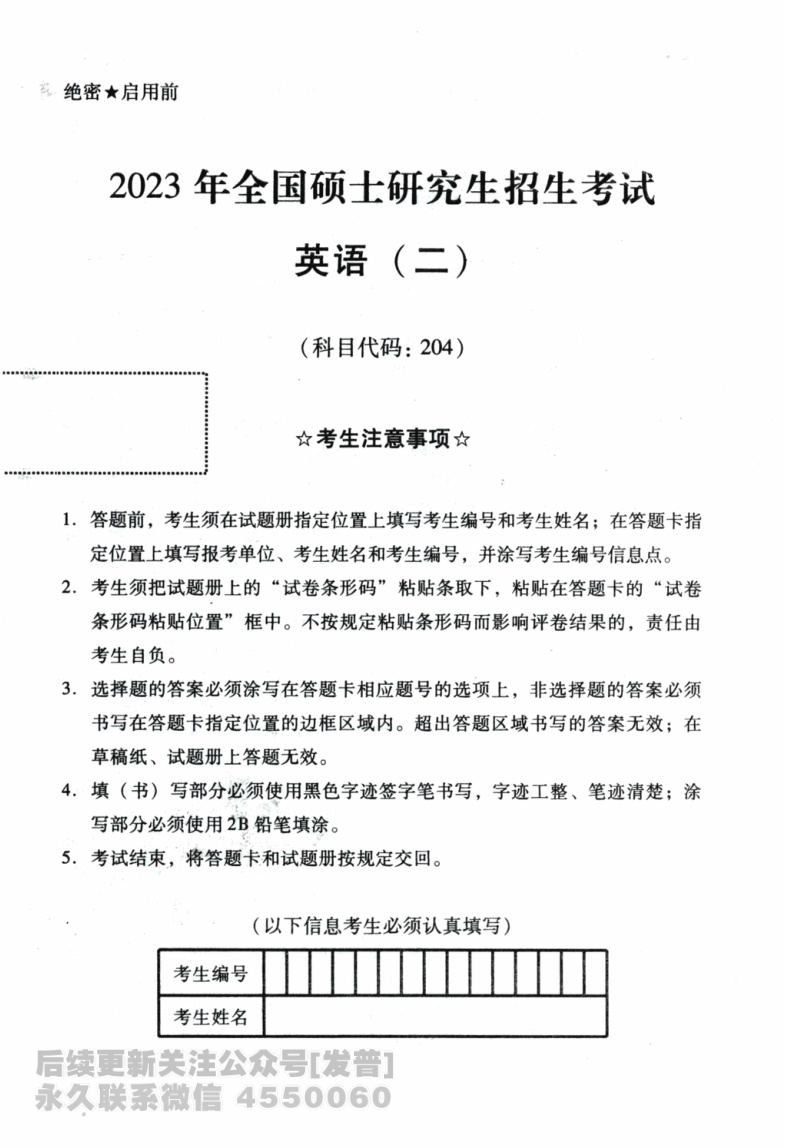 绝密★启用前
2023 年全国硕士研究生招生考试
英语（二）
（科目代码：204）
☆考生注意事项☆
1. 答题前，考生须在试题册指定位置上填写考生编号和考生姓名；在答题卡指
定位置上填写报考单位、考生姓名和考生编号，并涂写考生编号信息点。
2. 考生须把试题册上的“试卷条形码”粘贴条取下，粘贴在答题卡的“试卷
条形码粘贴位置”框中。不按规定粘贴条形码而影响评卷结果的，责任由
考生自负。
3. 选择题的答案必须涂写在答题卡相应题号的选项上，非选择题的答案必须
书写在答题卡指定位置的边框区域内。超出答题区域书写的答案无效；在
草稿纸、试题册上答题无效。
4. 填（书）写部分必须使用黑色字迹签字笔书写，字迹工整、笔迹清楚；涂
写部分必须使用 2B 铅笔填涂。
5. 考试结束，将答题卡和试题册按规定交回。
（以下信息考生必须认真填写）
考生编号
考生姓名
后续更新关注公众号[发普]
永久联系微信 4550060